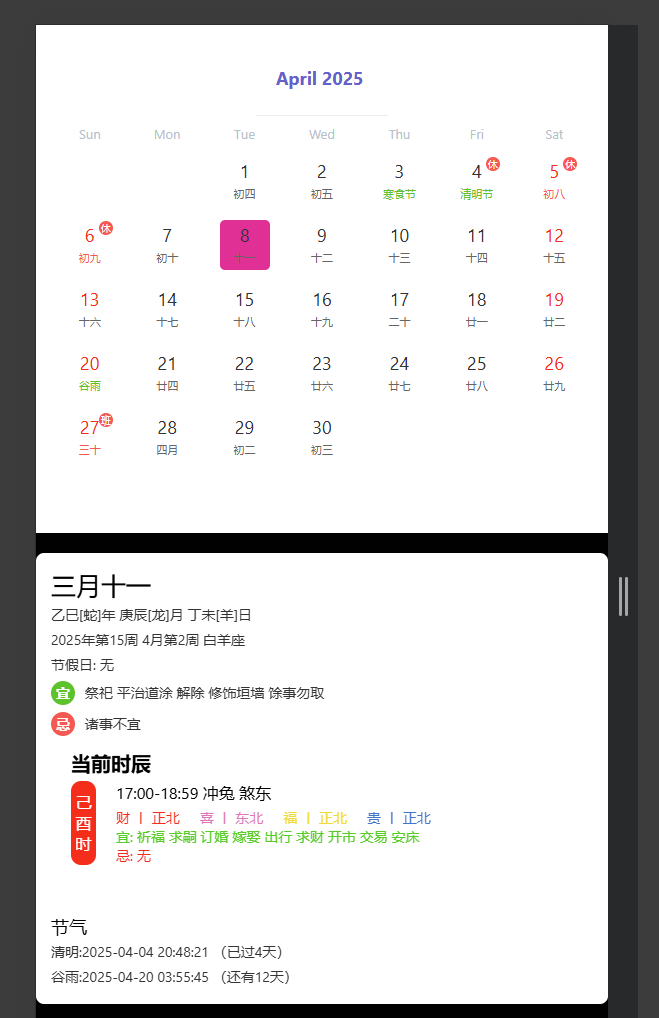 April 2025
Sun Mon Tue Wed Thu Fri Sat
1 2 3 4 休 5 休
初四 初五 寒食节 清明节 初八
6 休 7 8 9 10 11 12
初九 初十 十一 十二 十三 十四 十五
13 14 15 16 17 18 19
十六 十七 十八 十九 二十 廿一 廿二
20 21 22 23 24 25 26
谷雨 廿四 廿五 廿六 廿七 廿八 廿九
27 班 28 29 30
三十 四月 初二 初三
三月十一
乙巳[蛇]年 庚辰[龙]月 丁未[羊]日
2025年第15周 4月第2周 白羊座
节假日: 无
宜 祭祀 平治道涂 解除 修饰垣墙 馀事勿取
忌 诸事不宜
当前时辰
己酉时
17:00-18:59 冲兔 煞东
财 丨 正北 喜 丨 东北 福 丨 正北 贵 丨 正北
宜: 祈福 求嗣 订婚 嫁娶 出行 求财 开市 交易 安床
忌: 无
节气
清明:2025-04-04 20:48:21 （已过4天）
谷雨:2025-04-20 03:55:45 （还有12天）